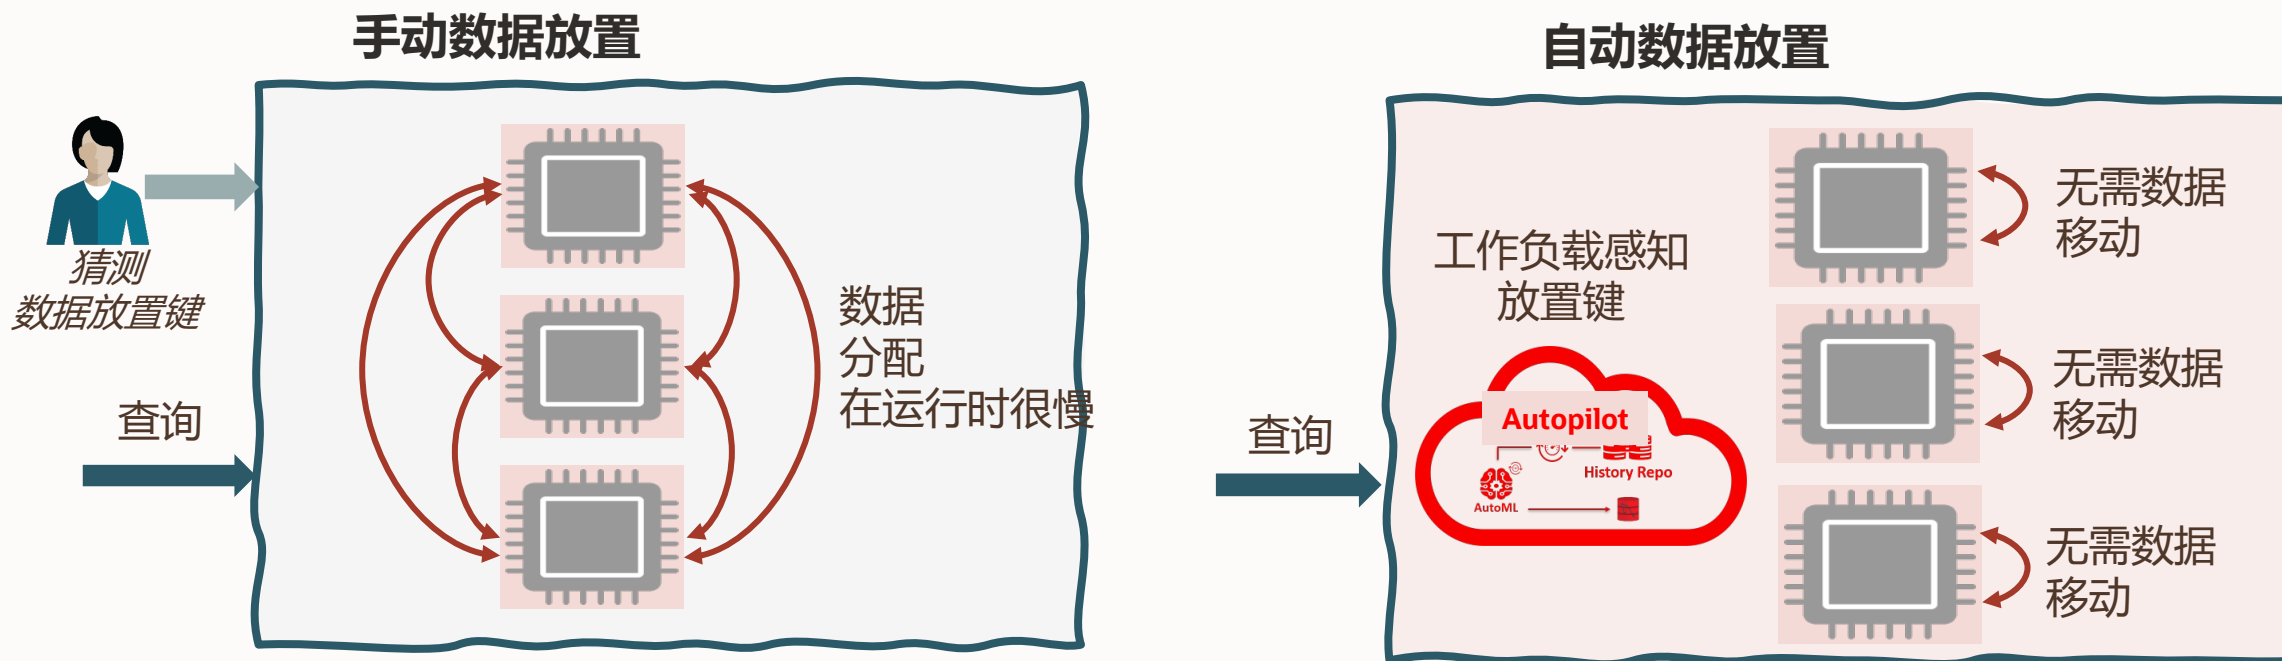 手动数据放置
猜测
数据放置键
查询
数据
分配
在运行时很慢
自动数据放置
工作负载感知
放置键
查询
Autopilot
History Repo
AutoML
无需数据
移动
无需数据
移动
无需数据
移动